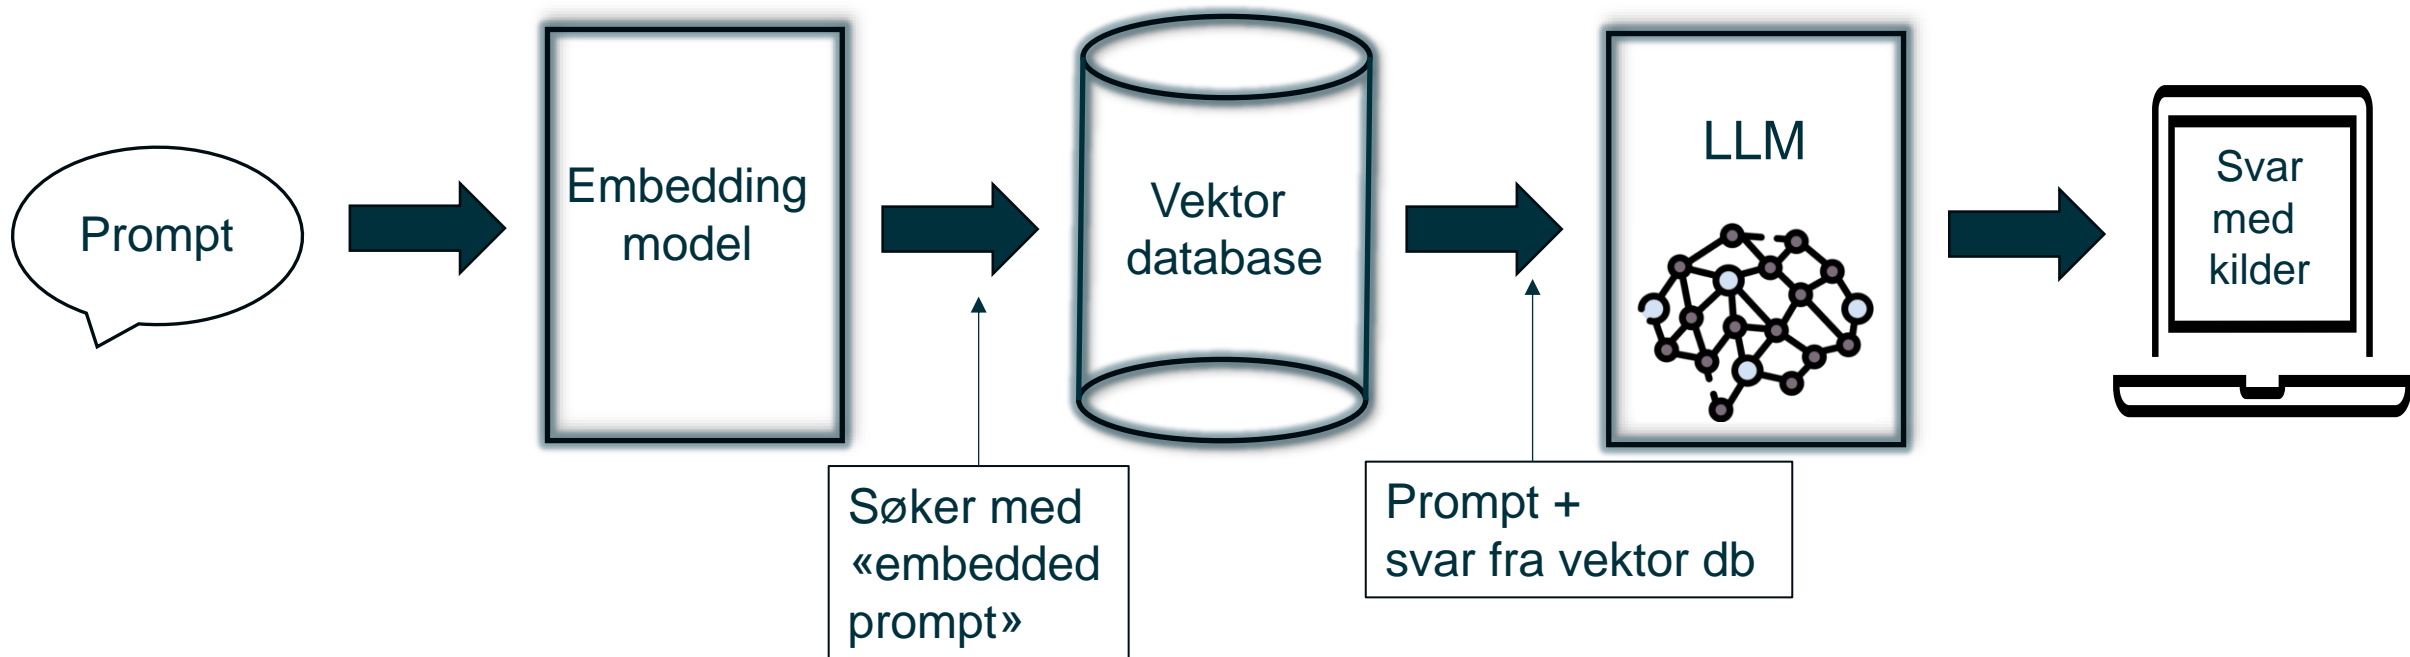 Prompt
Embedding
model
Vektor
database
LLM
Svar
med
kilder
Søker med
«embedded
prompt»
Prompt +
svar fra vektor db